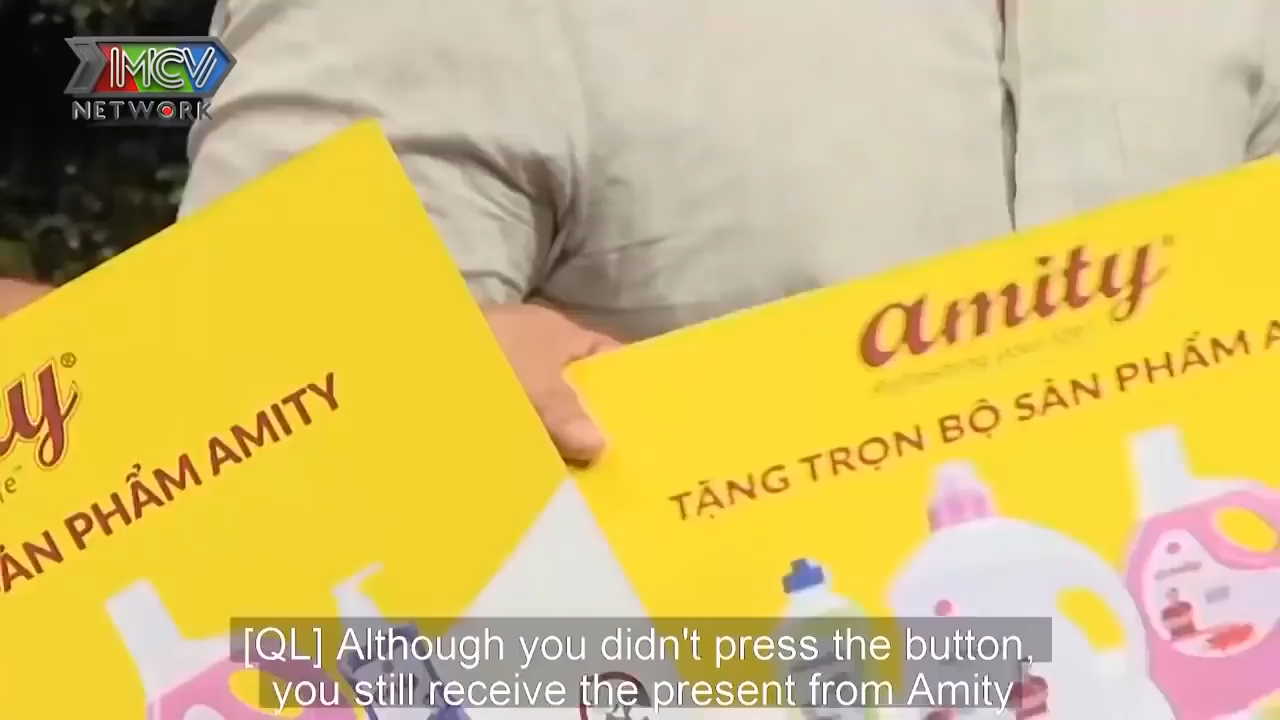 MCV
NETWORK
amity
TẶNG TRỌN BỘ SẢN PHẨM A
y®
ẢN PHẨM AMITY
[QL] Although you didn't press the button,
you still receive the present from Amity